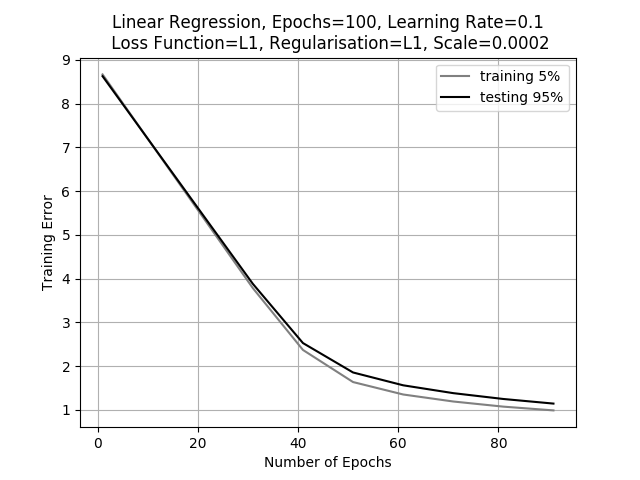 Linear Regression, Epochs=100, Learning Rate=0.1
Loss Function=L1, Regularisation=L1, Scale=0.0002
training 5%
testing 95%
Training Error
9
8
7
6
5
4
3
2
1
0 20 40 60 80
Number of Epochs